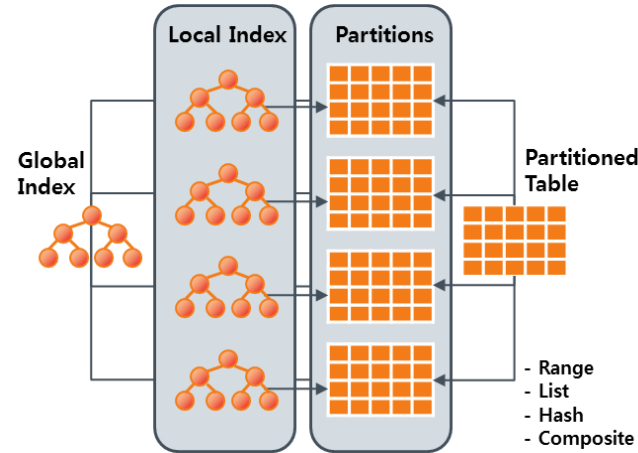 Local Index
Partitions
Global
Index
Partitioned
Table
- Range
- List
- Hash
- Composite